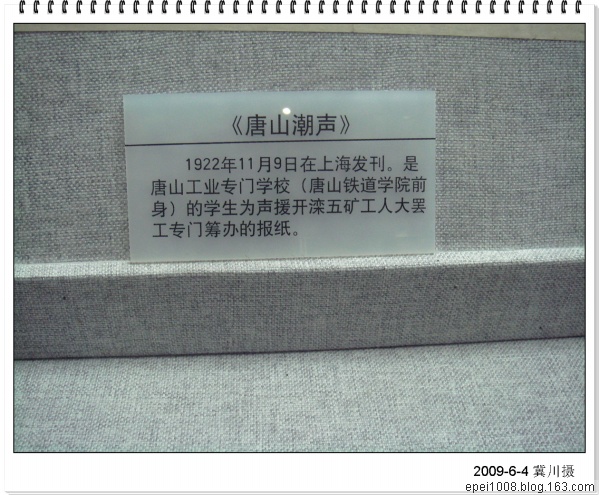 《唐山潮声》
1922年11月9日在上海发刊。是
唐山工业专门学校（唐山铁道学院前
身）的学生为声援开滦五矿工人大罢
工专门筹办的报纸。
2009-6-4 冀川摄
epei1008.blog.163.com